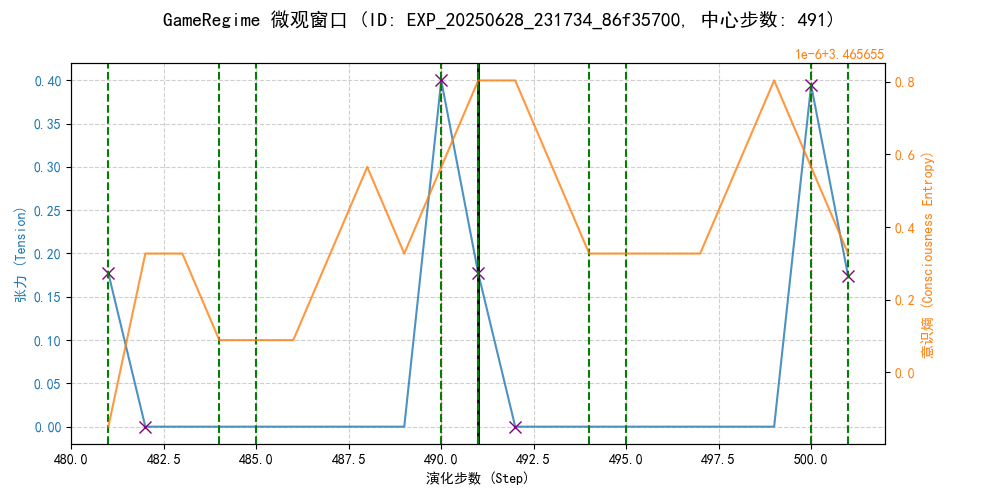 GameRegime 微观窗口 (ID: EXP_20250628_231734_86f35700, 中心步数: 491)
1e-6+3.465655
0.40
0.35
0.30
0.25
0.20
0.15
0.10
0.05
0.00
张力 (Tension)
0.8
0.6
0.4
0.2
0.0
意识熵 (Consciousness Entropy)
480.0 482.5 485.0 487.5 490.0 492.5 495.0 497.5 500.0
演化步数 (Step)